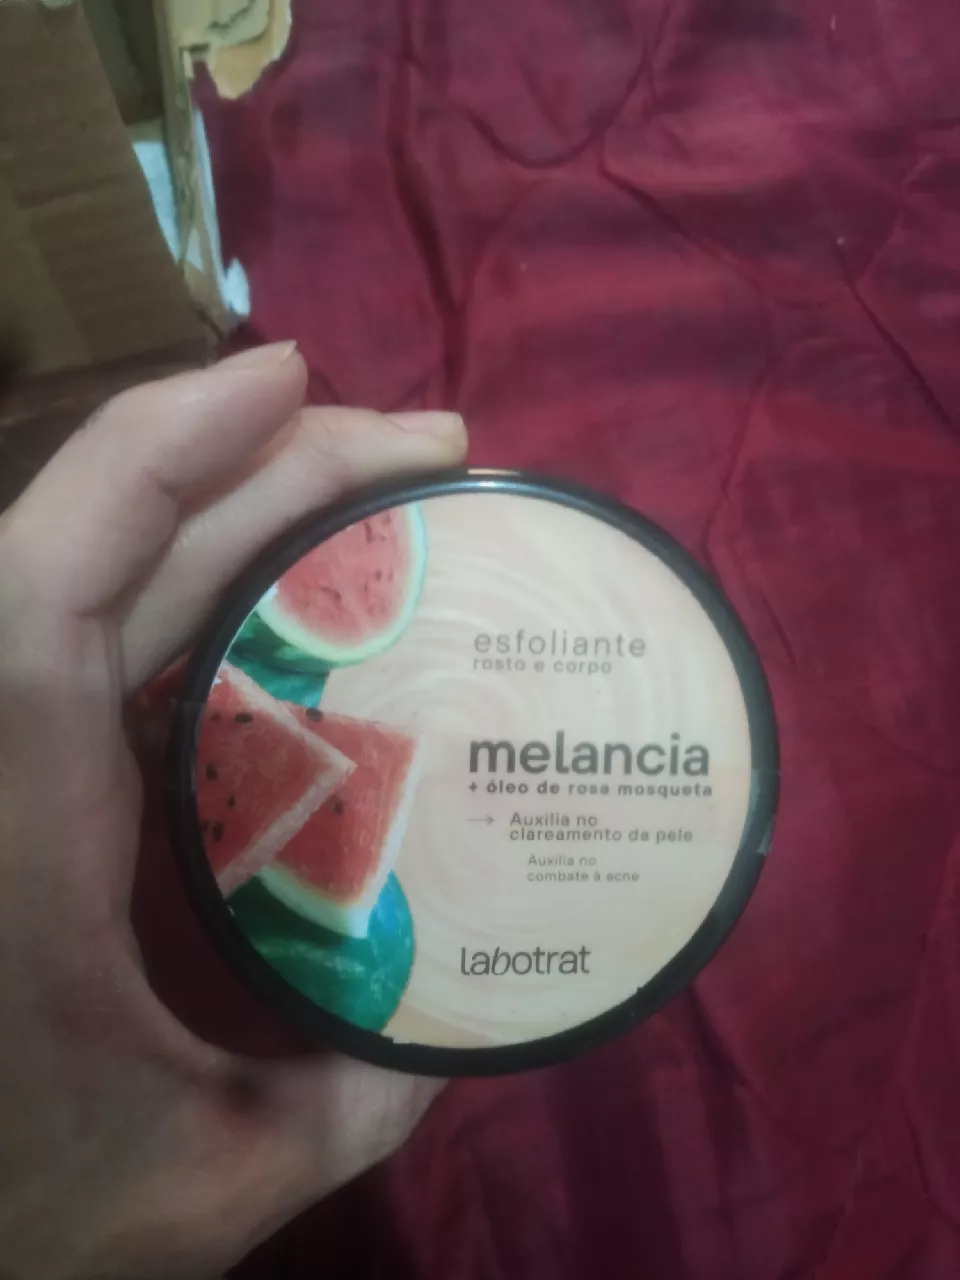 esfoliante
rosto e corpo
melancia
+ óleo de rosa mosqueta
→ Auxilia no
clareamento da pele
Auxilia no
combate à acne
labotrat